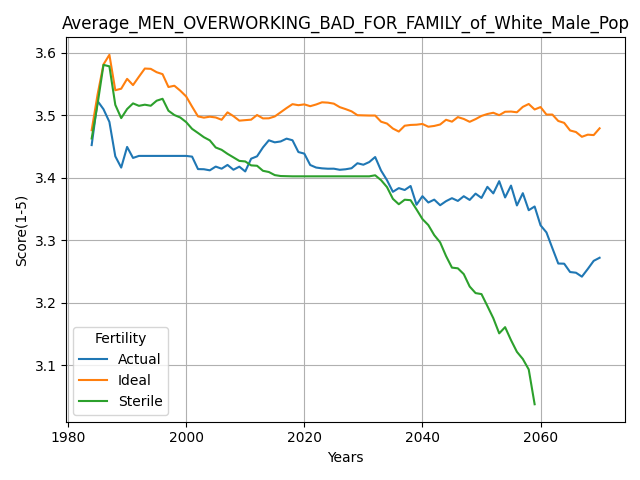 Average_MEN_OVERWORKING_BAD_FOR_FAMILY_of_White_Male_Pop
3.6
3.5
3.4
3.3
3.2
3.1
Score(1-5)
Fertility
Actual
Ideal
Sterile
1980 2000 2020 2040 2060
Years